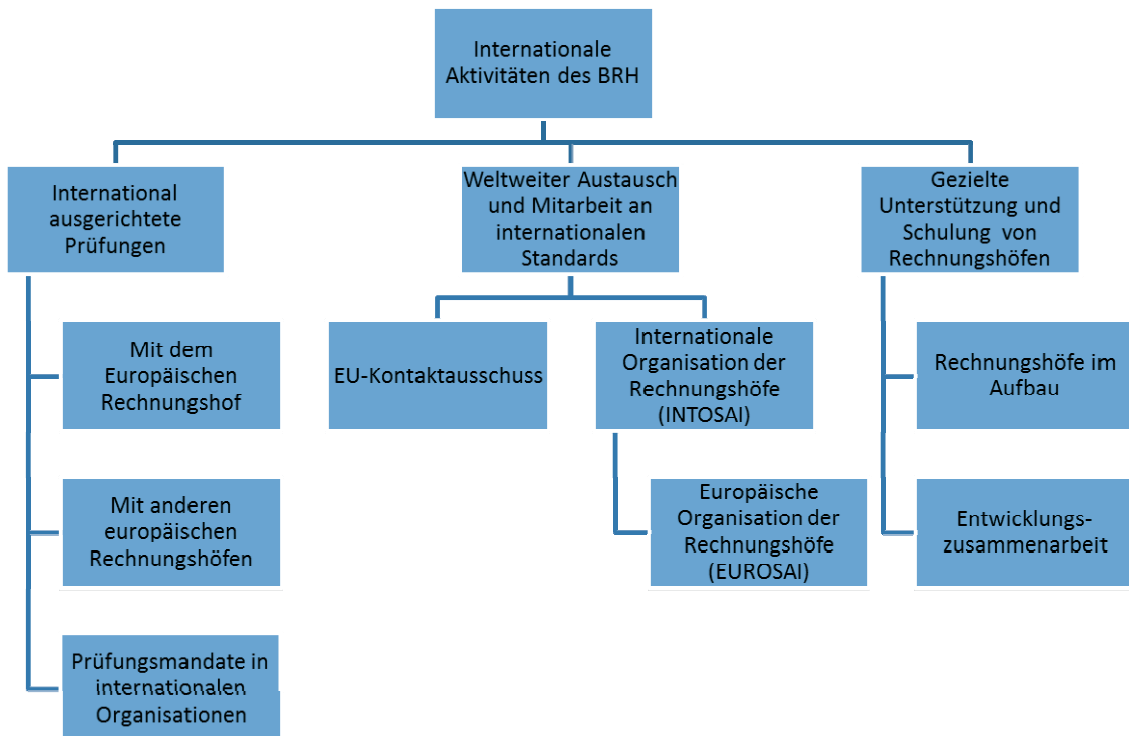 Internationale
Aktivitäten des BRH
International
ausgerichtete
Prüfungen
Mit dem
Europäischen
Rechnungshof
Mit anderen
europäischen
Rechnungshöfen
Prüfungsmandate in
internationalen
Organisationen
Weltweiter Austausch
und Mitarbeit an
internationalen
Standards
EU-Kontaktausschuss
Internationale
Organisation der
Rechnungshöfe
(INTOSAI)
Europäische
Organisation der
Rechnungshöfe
(EUROSAI)
Gezielte
Unterstützung und
Schulung von
Rechnungshöfen
Rechnungshöfe im
Aufbau
Entwicklungs-
zusammenarbeit